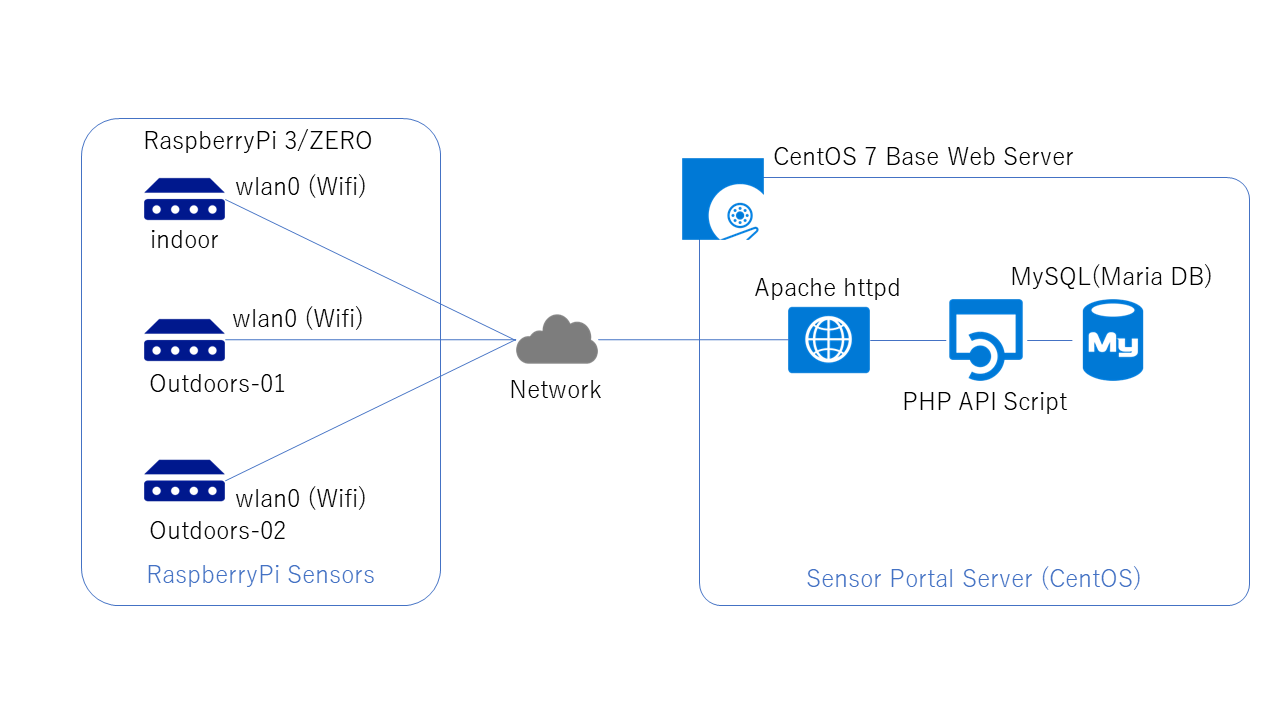 RaspberryPi 3/ZERO
wlan0 (Wifi)
indoor
wlan0 (Wifi)
Outdoors-01
wlan0 (Wifi)
Outdoors-02
RaspberryPi Sensors
Network
CentOS 7 Base Web Server
Apache httpd
MySQL(Maria DB)
My
PHP API Script
Sensor Portal Server (CentOS)